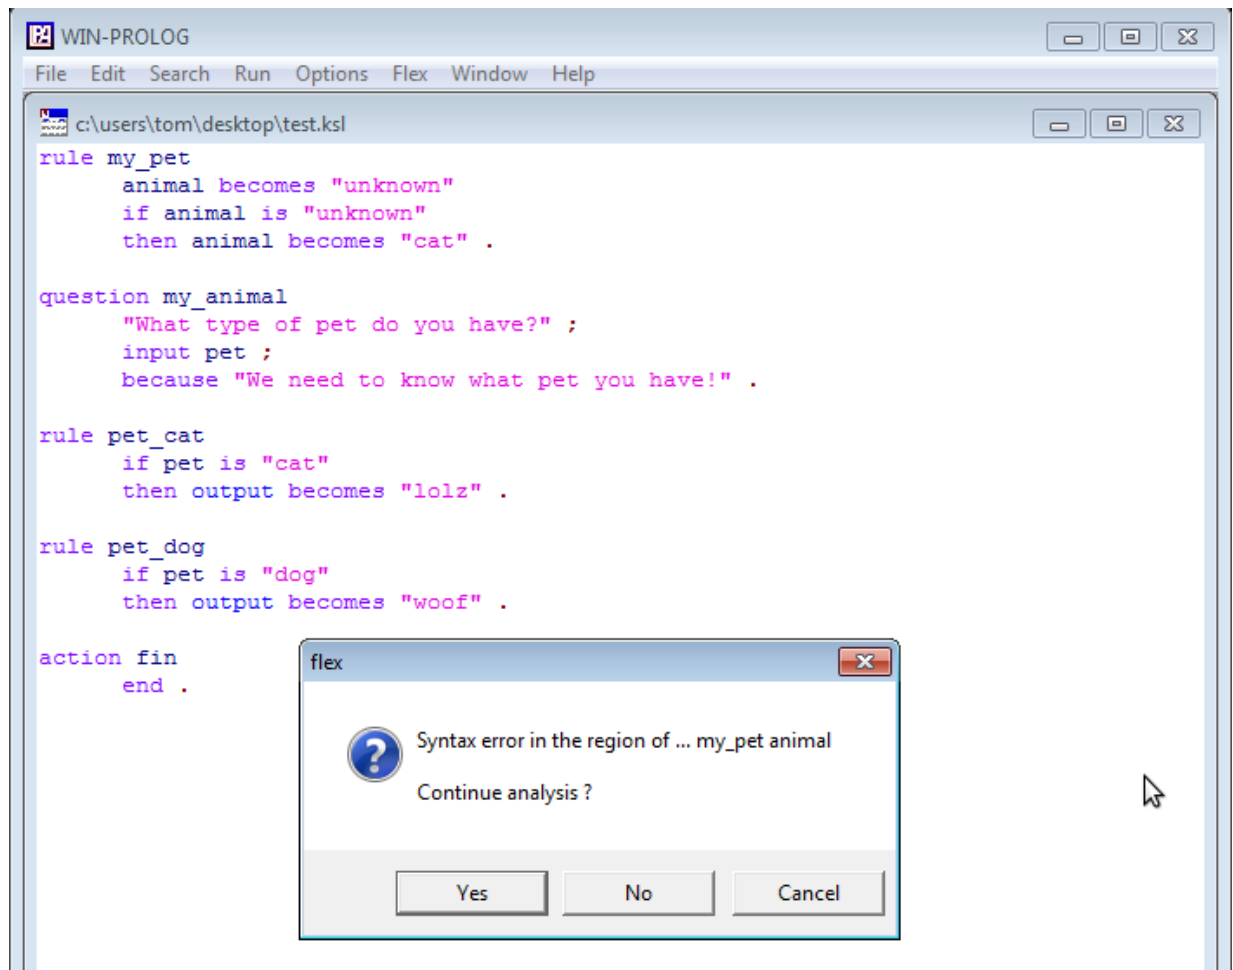 WIN-PROLOG
File Edit Search Run Options Flex Window Help
c:\users\tom\desktop\test.ksl
rule my_pet
animal becomes "unknown"
if animal is "unknown"
then animal becomes "cat" .
question my_animal
"What type of pet do you have?" ;
input pet ;
because "We need to know what pet you have!" .
rule pet_cat
if pet is "cat"
then output becomes "lolz" .
rule pet_dog
if pet is "dog"
then output becomes "woof" .
action fin
end .
flex
Syntax error in the region of ... my_pet animal
Continue analysis ?
Yes No Cancel